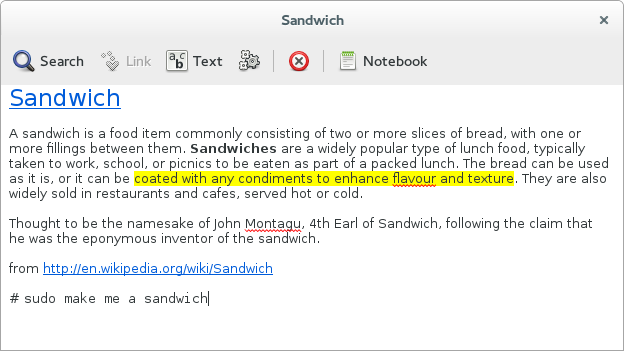 Sandwich
Search Link Text Notebook
Sandwich
A sandwich is a food item commonly consisting of two or more slices of bread, with one or
more fillings between them. Sandwiches are a widely popular type of lunch food, typically
taken to work, school, or picnics to be eaten as part of a packed lunch. The bread can be used
as it is, or it can be coated with any condiments to enhance flavour and texture. They are also
widely sold in restaurants and cafes, served hot or cold.
Thought to be the namesake of John Montagu, 4th Earl of Sandwich, following the claim that
he was the eponymous inventor of the sandwich.
from http://en.wikipedia.org/wiki/Sandwich
# sudo make me a sandwich